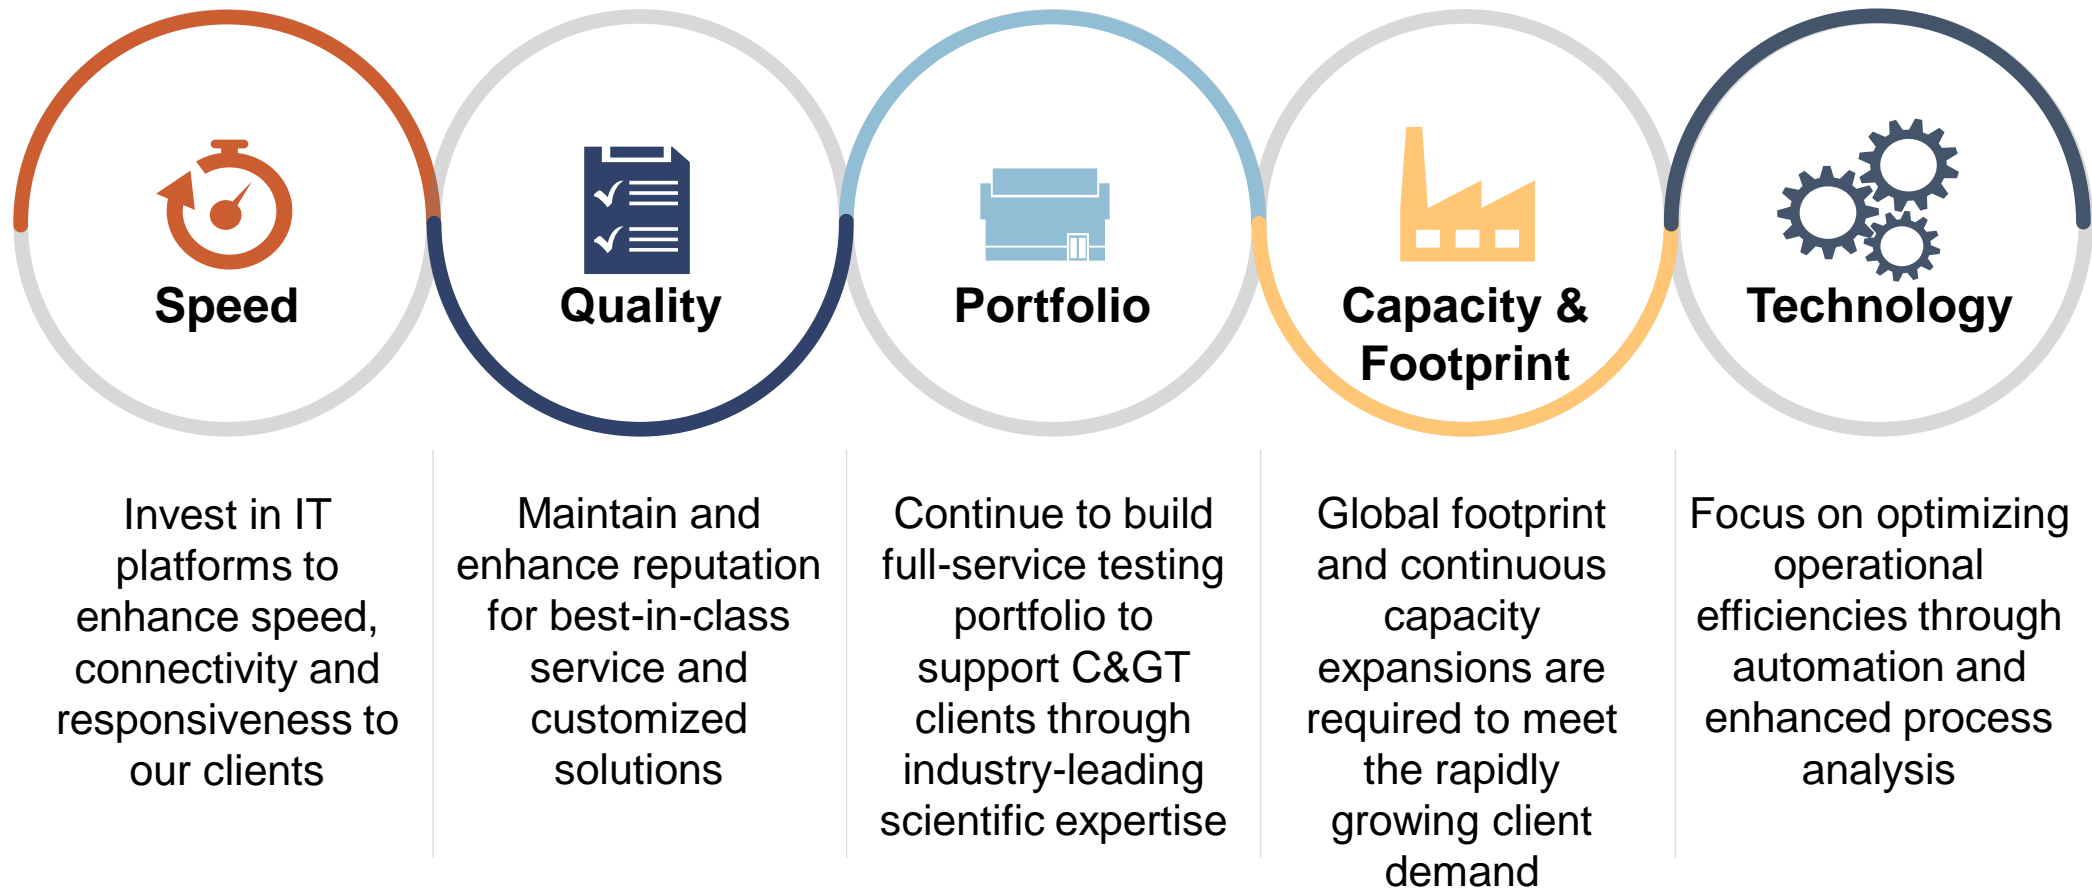 Speed
Quality
Portfolio
Capacity &
Footprint
Technology
Invest in IT
platforms to
enhance speed,
connectivity and
responsiveness to
our clients
Maintain and
enhance reputation
for best-in-class
service and
customized
solutions
Continue to build
full-service testing
portfolio to
support C&GT
clients through
industry-leading
scientific expertise
Global footprint
and continuous
capacity
expansions are
required to meet
the rapidly
growing client
demand
Focus on optimizing
operational
efficiencies through
automation and
enhanced process
analysis